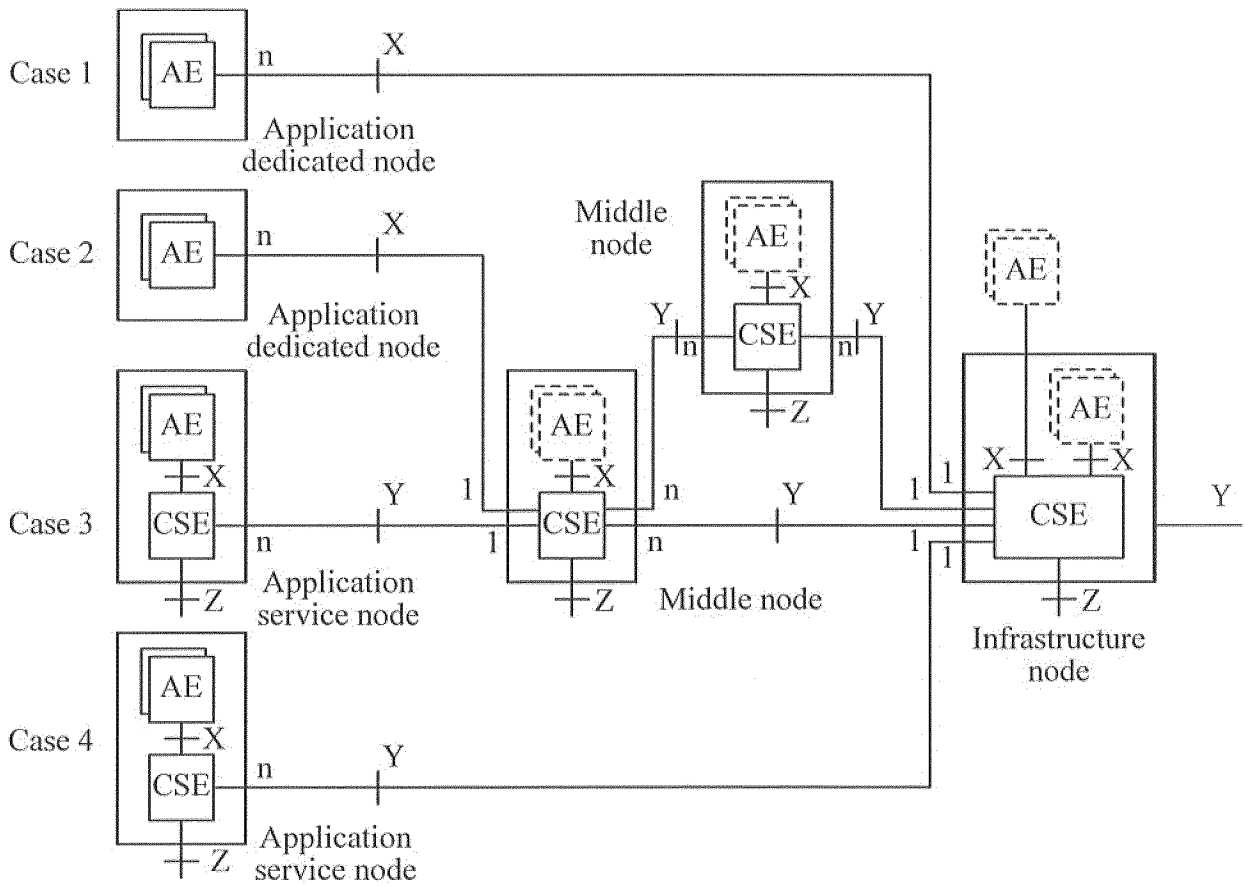 Case 1
AE
n
X
Application
dedicated node
Case 2
AE
n
X
Application
dedicated node
Middle
node
AE
X
Y
n
CSE
n
Y
Z
AE
AE
X
X
CSE
Y
Z
Infrastructure
node
Case 3
AE
X
CSE
n
Y
Z
Application
service node
1
1
AE
X
CSE
n
n
Y
Z
Middle node
1
1
1
1
Case 4
AE
X
CSE
n
Y
Z
Application
service node